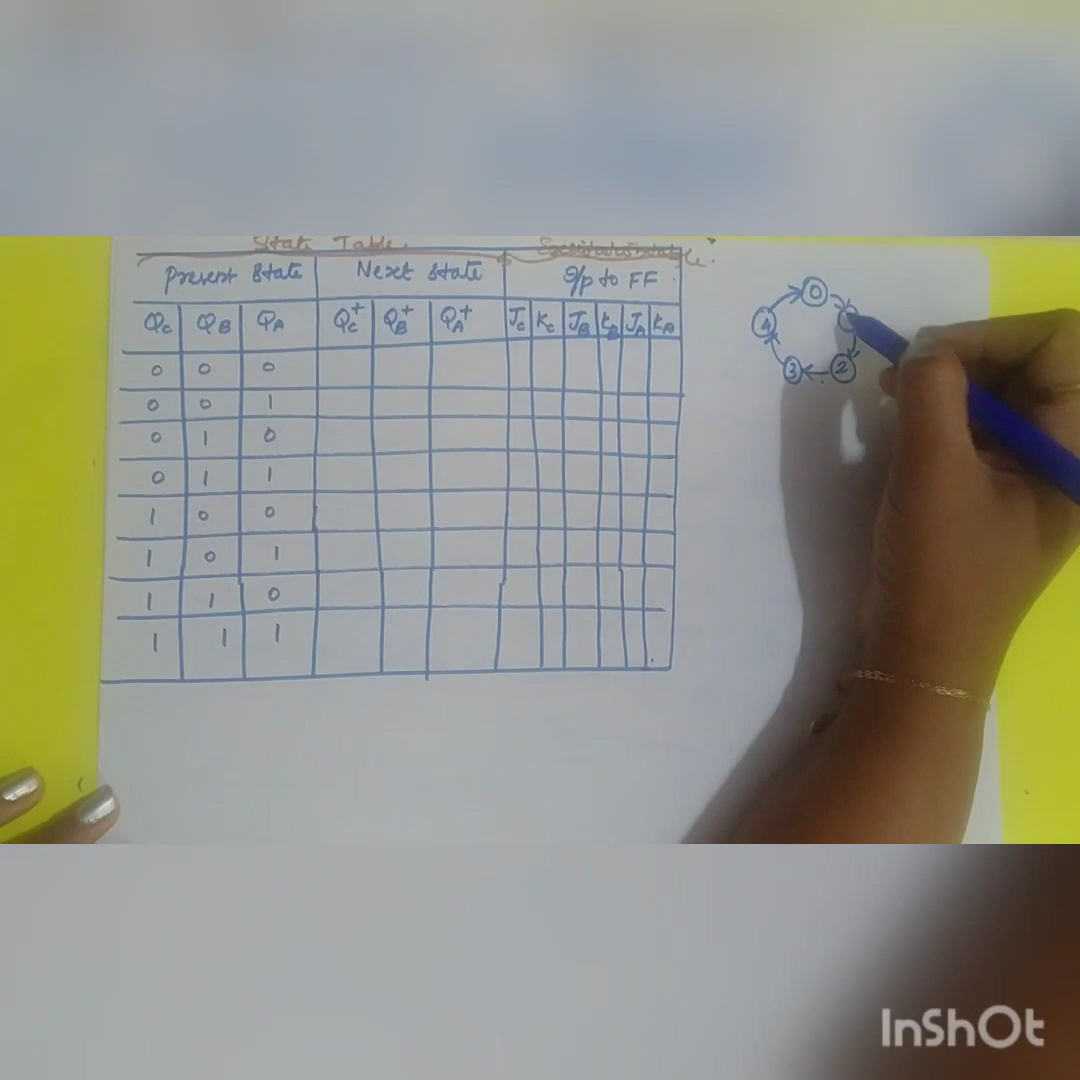 State Table
Present State Next State I/p to FF
QC QB QA QC+ QB+ QA+ JC KC JB KB JA KA
0 0 0
0 0 1
0 1 0
0 1 1
1 0 0
1 0 1
1 1 0
1 1 1
0
4
3 2
InShOt